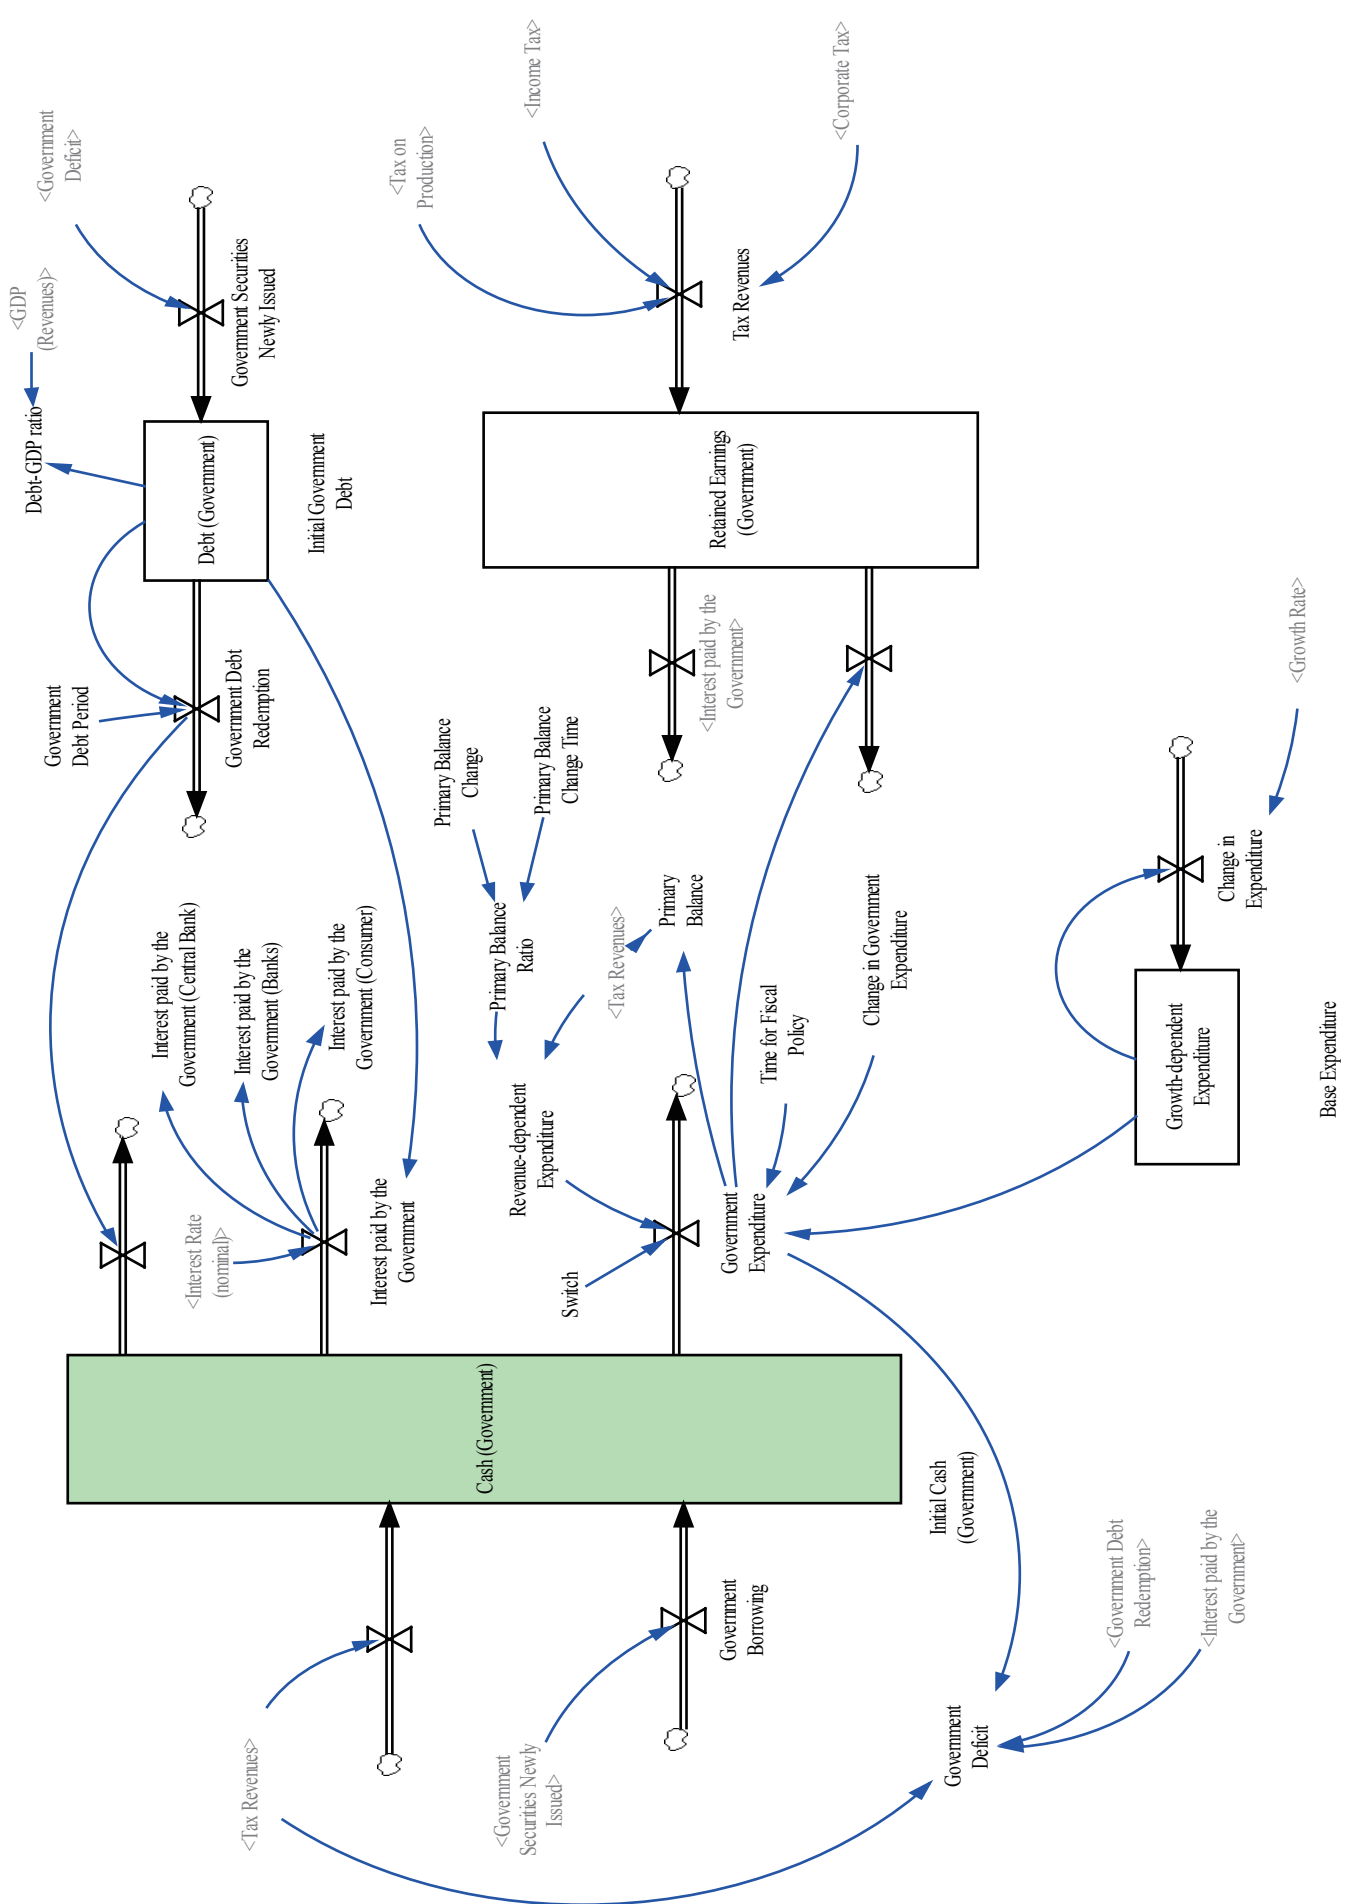 <Government
Deficit>
<GDP
(Revenues)>
Debt-GDP ratio
Government Securities
Newly Issued
Debt (Government)
Initial Government
Debt
Government
Debt Period
Government Debt
Redemption
Interest paid by the
Government (Central Bank)
Interest paid by the
Government (Banks)
Interest paid by the
Government (Consumer)
<Interest Rate
(nominal)>
Interest paid by the
Government
<Income Tax>
<Tax on
Production>
<Corporate Tax>
Tax Revenues
Retained Earnings
(Government)
<Interest paid by the
Government>
Primary Balance
Change
Primary Balance
Change Time
Primary Balance
Ratio
<Tax Revenues>
Primary
Balance
Revenue-dependent
Expenditure
Switch
Government
Expenditure
Time for Fiscal
Policy
Change in Government
Expenditure
<Growth Rate>
Change in
Expenditure
Growth-dependent
Expenditure
Base Expenditure
Cash (Government)
Initial Cash
(Government)
<Tax Revenues>
<Government
Securities Newly
Issued>
Government
Borrowing
Government
Deficit
<Government Debt
Redemption>
<Interest paid by the
Government>